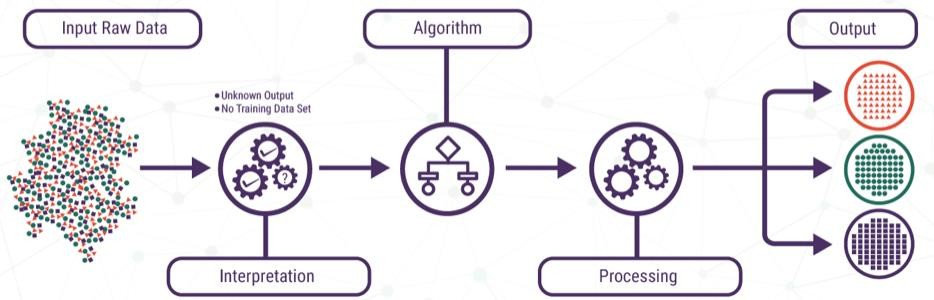 Input Raw Data
Algorithm
Output
• Unknown Output
• No Training Data Set
?
Interpretation
Processing